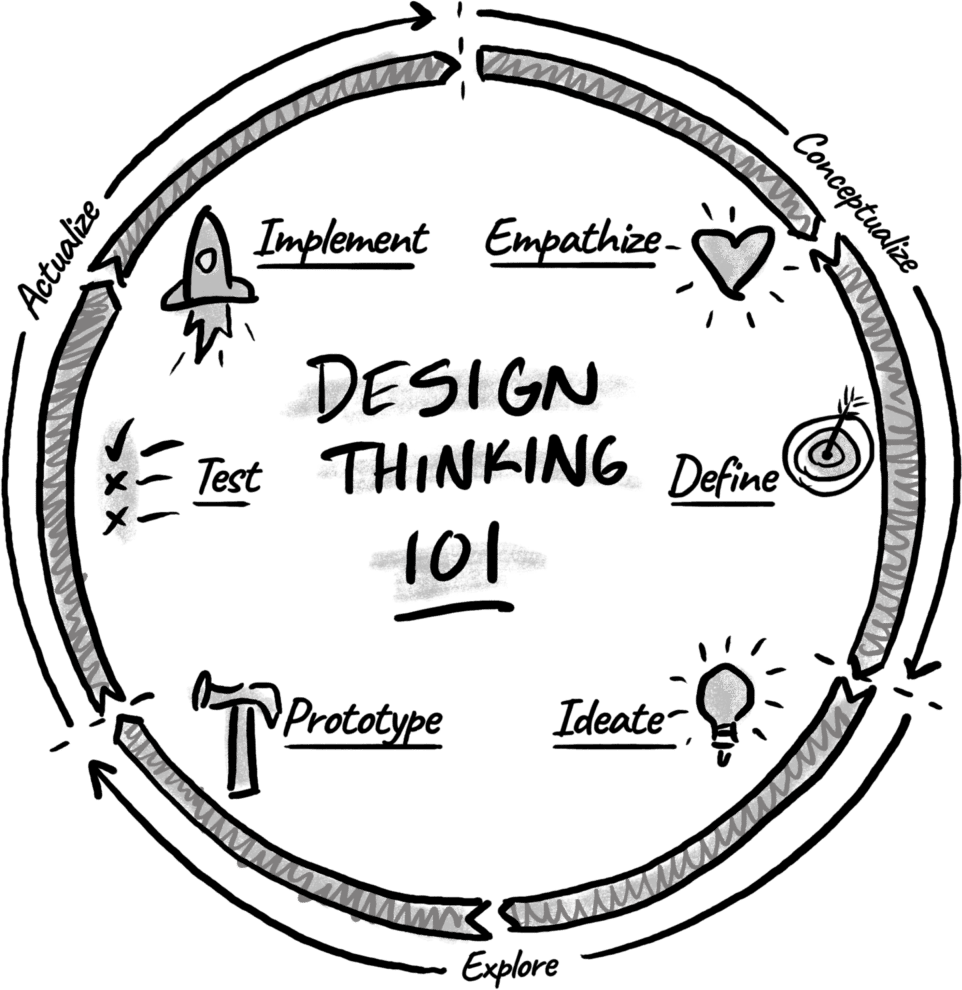 Conceptualize
Actualize
Implement
Empathize
DESIGN
THINKING
101
Test
Define
Prototype
Ideate
Explore